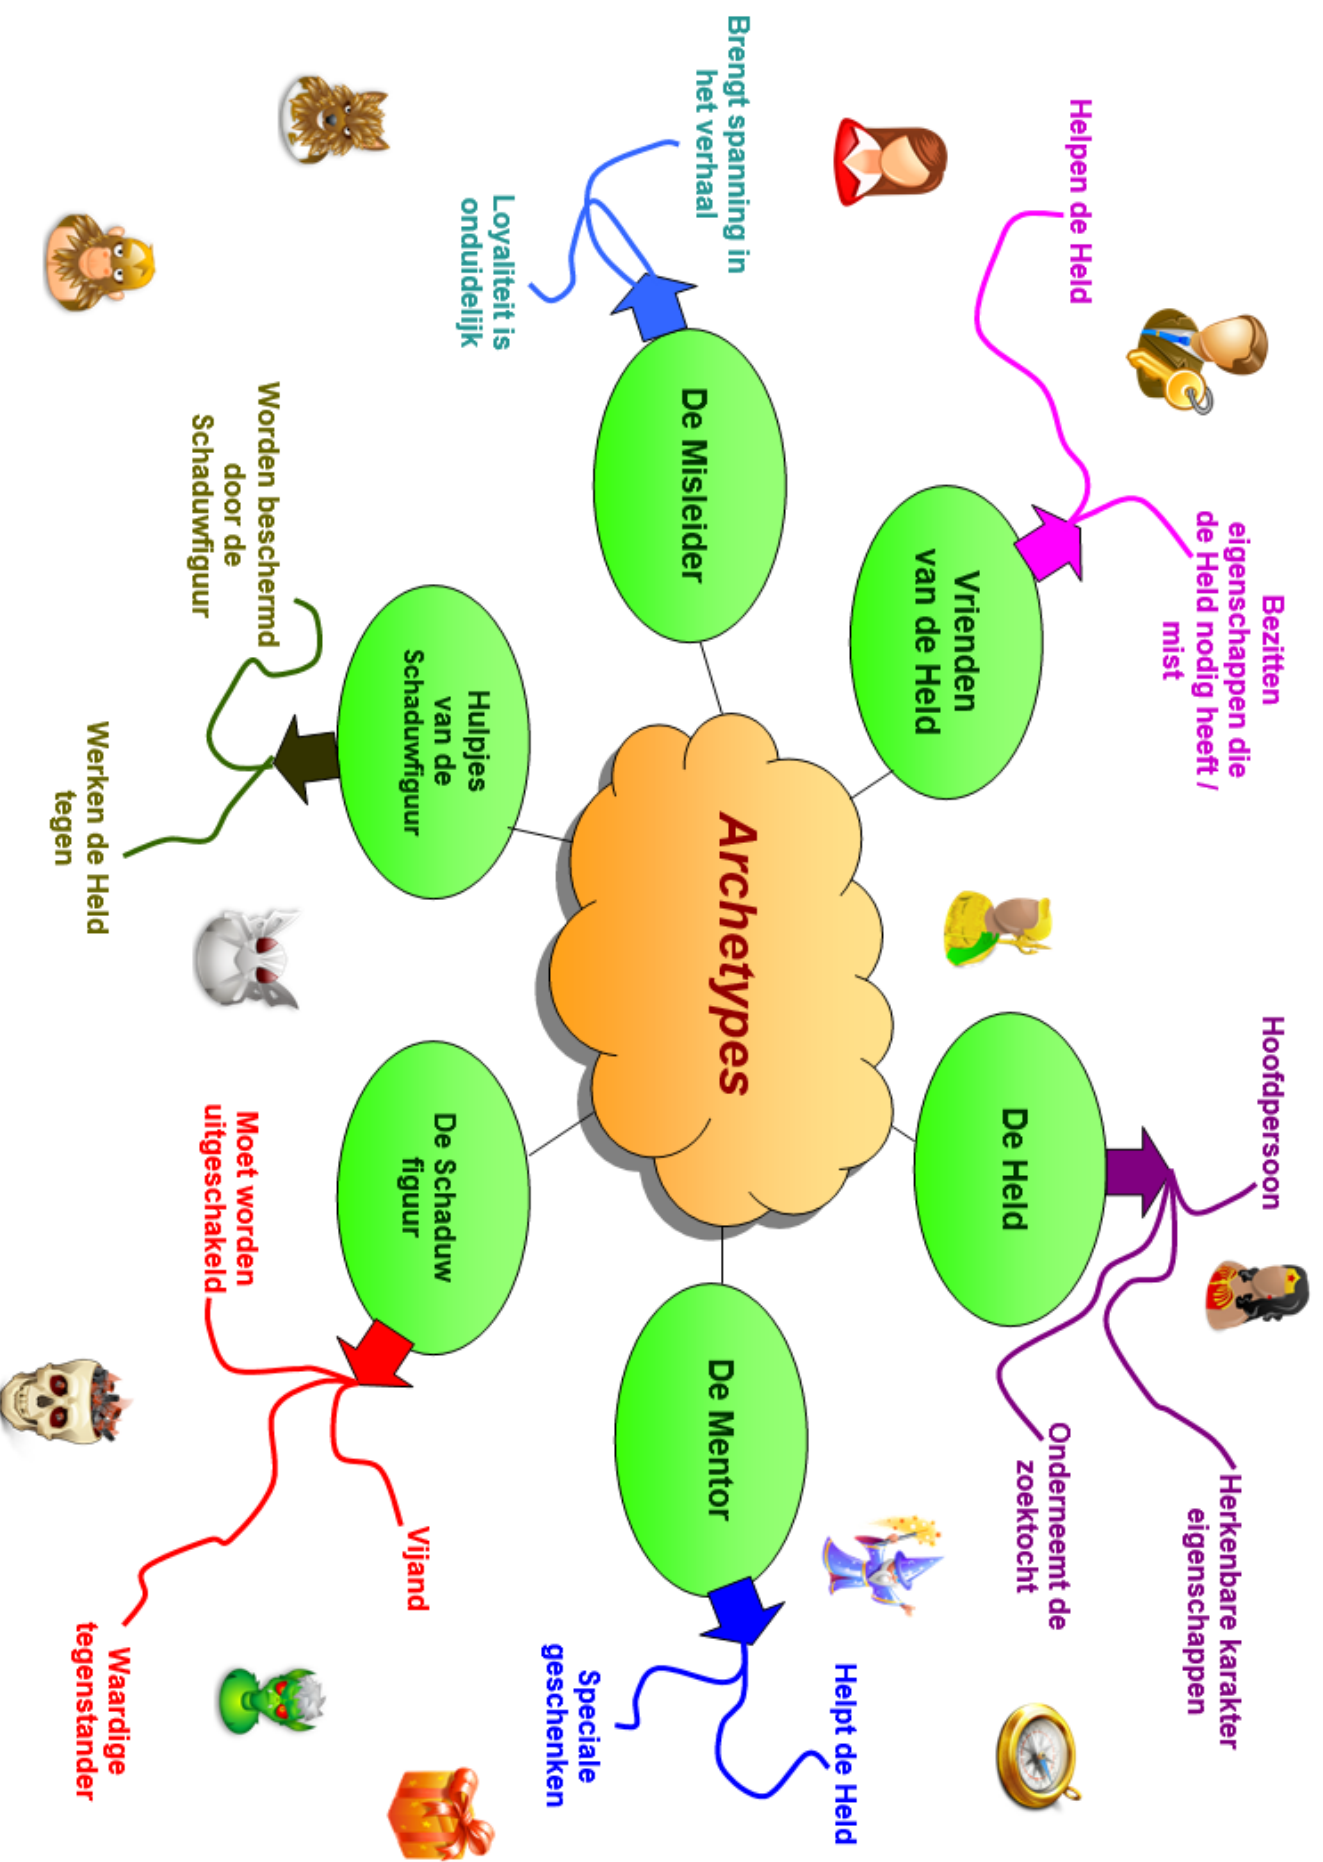 Archetypes
De Held
Hoofdpersoon
Herkenbare karakter
eigenschappen
Onderneemt de
zoektocht
De Mentor
Helpt de Held
Speciale
geschenken
De Schaduw
figuur
Vijand
Waardige
tegenstander
Moet worden
uitgeschakeld
Hulpjes
van de
Schaduwfiguur
Werken de Held
tegen
Worden beschermd
door de
Schaduwfiguur
De Misleider
Loyaliteit is
onduidelijk
Brengt spanning in
het verhaal
Vrienden
van de Held
Helpen de Held
Bezitten
eigenschappen die
de Held nodig heeft /
mist